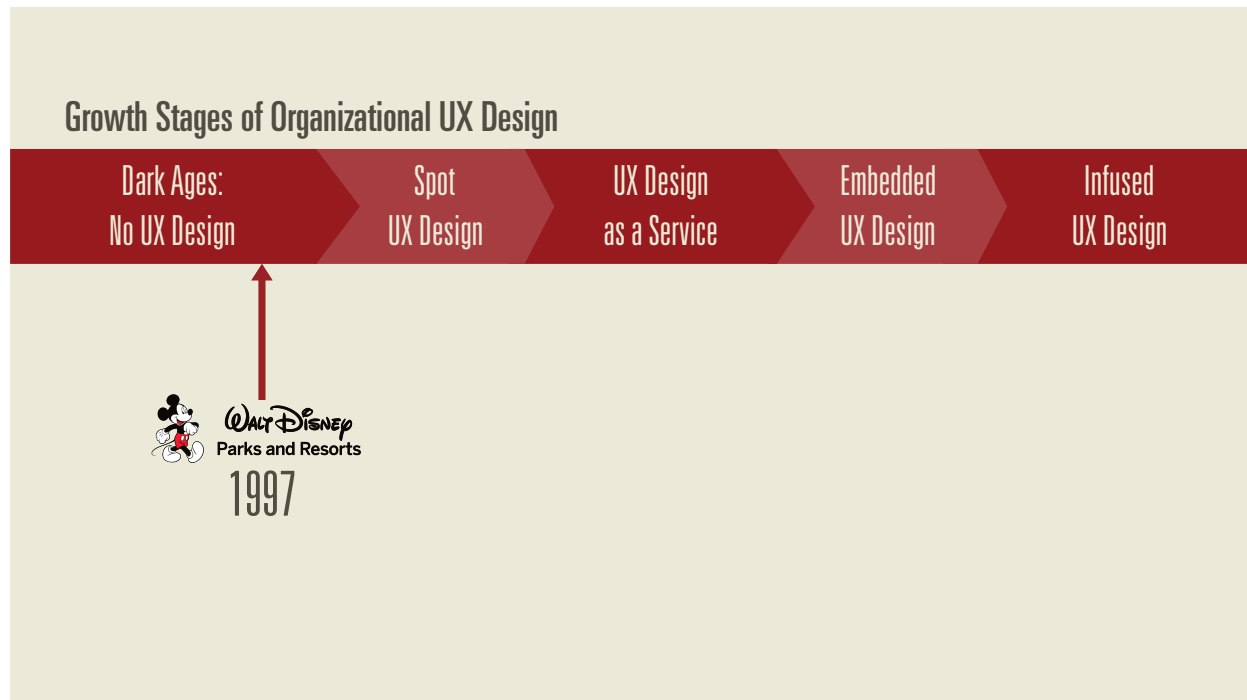 Growth Stages of Organizational UX Design
Dark Ages:
No UX Design
Spot
UX Design
UX Design
as a Service
Embedded
UX Design
Infused
UX Design
WALT DISNEY
Parks and Resorts
1997